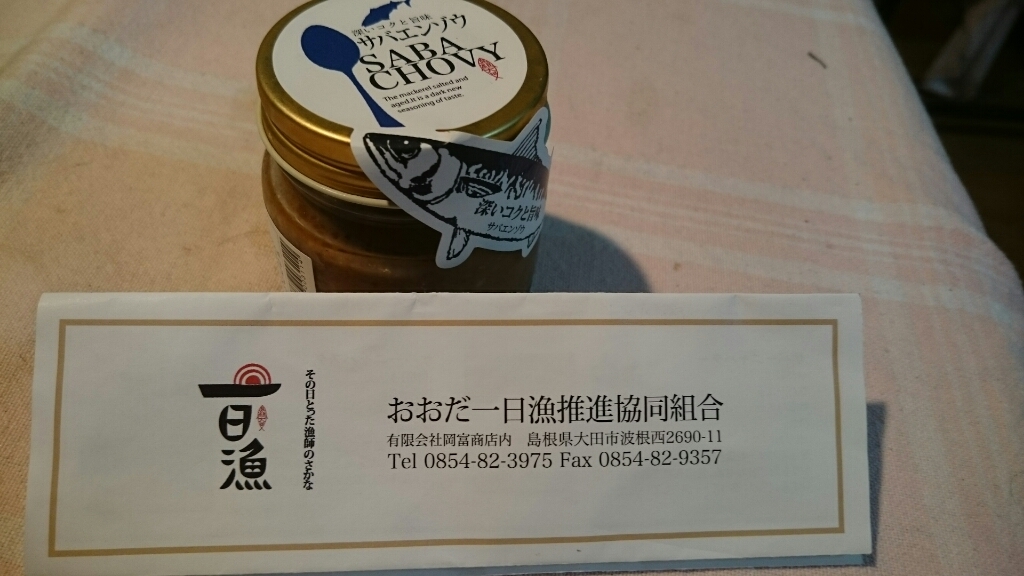 深いコクと旨味
サバエンゾウ
SABA
CHOVY
The mackerel salted and
aged.it is a dark new
seasoning of taste.
深いコクと旨味
サバエンゾウ
一日漁
その日とった漁師のさかな
おおだ一日漁推進協同組合
有限会社岡富商店内 島根県大田市波根西2690-11
Tel 0854-82-3975 Fax 0854-82-9357